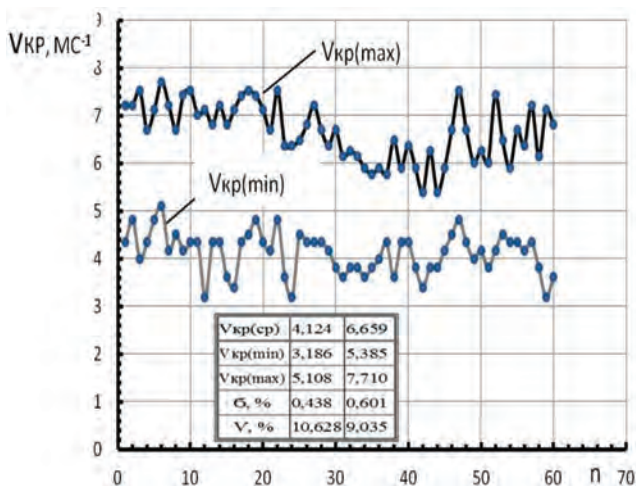 9
Vкр, мс-1
8
Vкр(max)
7
6
Vкр(min)
5
4
3
Vкр(ср) 4,124 6,659
Vкр(min) 3,186 5,385
2
Vкр(max) 5,108 7,710
1
б, % 0,438 0,601
V, % 10,628 9,035
0
0 10 20 30 40 50 60 n 70